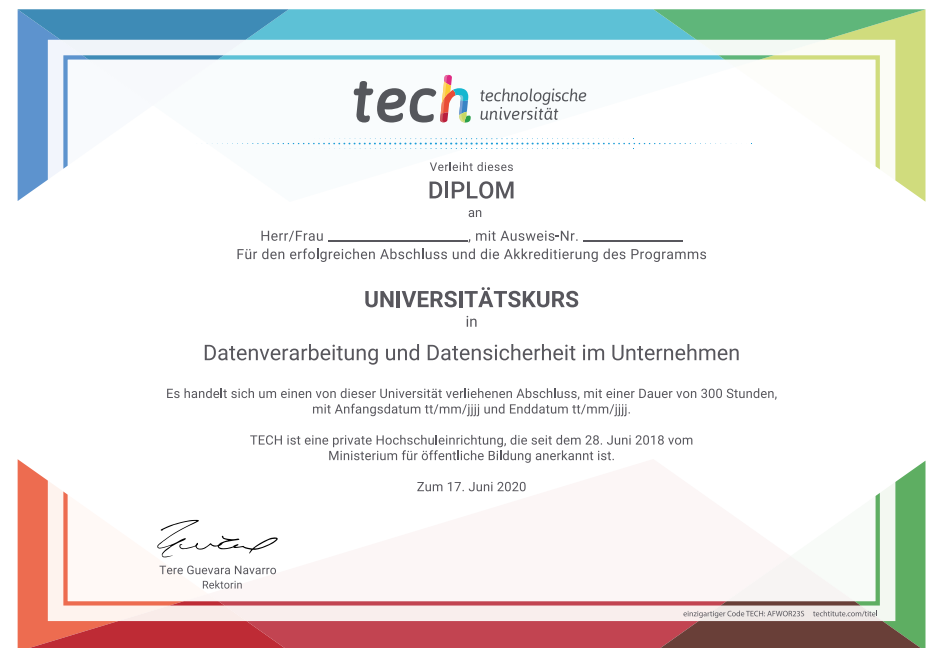 tech technologische
universität
Verleiht dieses
DIPLOM
an
Herr/Frau ____________________, mit Ausweis-Nr. ______________
Für den erfolgreichen Abschluss und die Akkreditierung des Programms
UNIVERSITÄTSKURS
in
Datenverarbeitung und Datensicherheit im Unternehmen
Es handelt sich um einen von dieser Universität verliehenen Abschluss, mit einer Dauer von 300 Stunden,
mit Anfangsdatum tt/mm/jjjj und Enddatum tt/mm/jjjj.
TECH ist eine private Hochschuleinrichtung, die seit dem 28. Juni 2018 vom
Ministerium für öffentliche Bildung anerkannt ist.
Zum 17. Juni 2020
Tere Guevara Navarro
Rektorin
einzigartiger Code TECH: AFWOR23S techtitute.com/titel